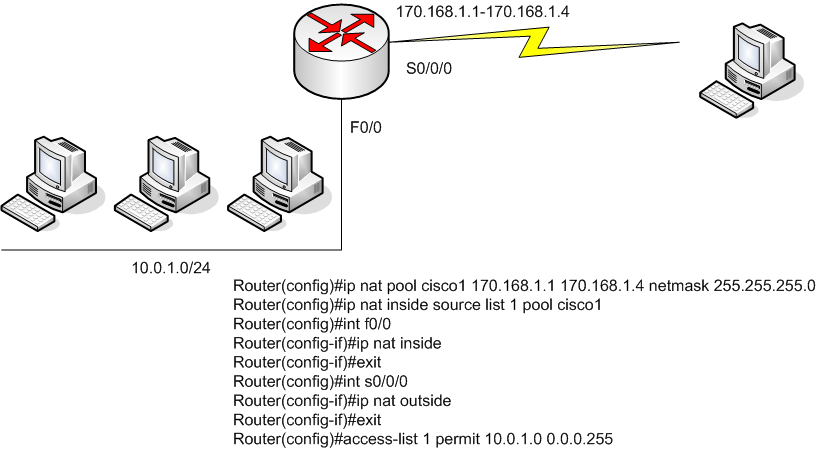 170.168.1.1-170.168.1.4
S0/0/0
F0/0
10.0.1.0/24
Router(config)#ip nat pool cisco1 170.168.1.1 170.168.1.4 netmask 255.255.255.0
Router(config)#ip nat inside source list 1 pool cisco1
Router(config)#int f0/0
Router(config-if)#ip nat inside
Router(config-if)#exit
Router(config)#int s0/0/0
Router(config-if)#ip nat outside
Router(config-if)#exit
Router(config)#access-list 1 permit 10.0.1.0 0.0.0.255